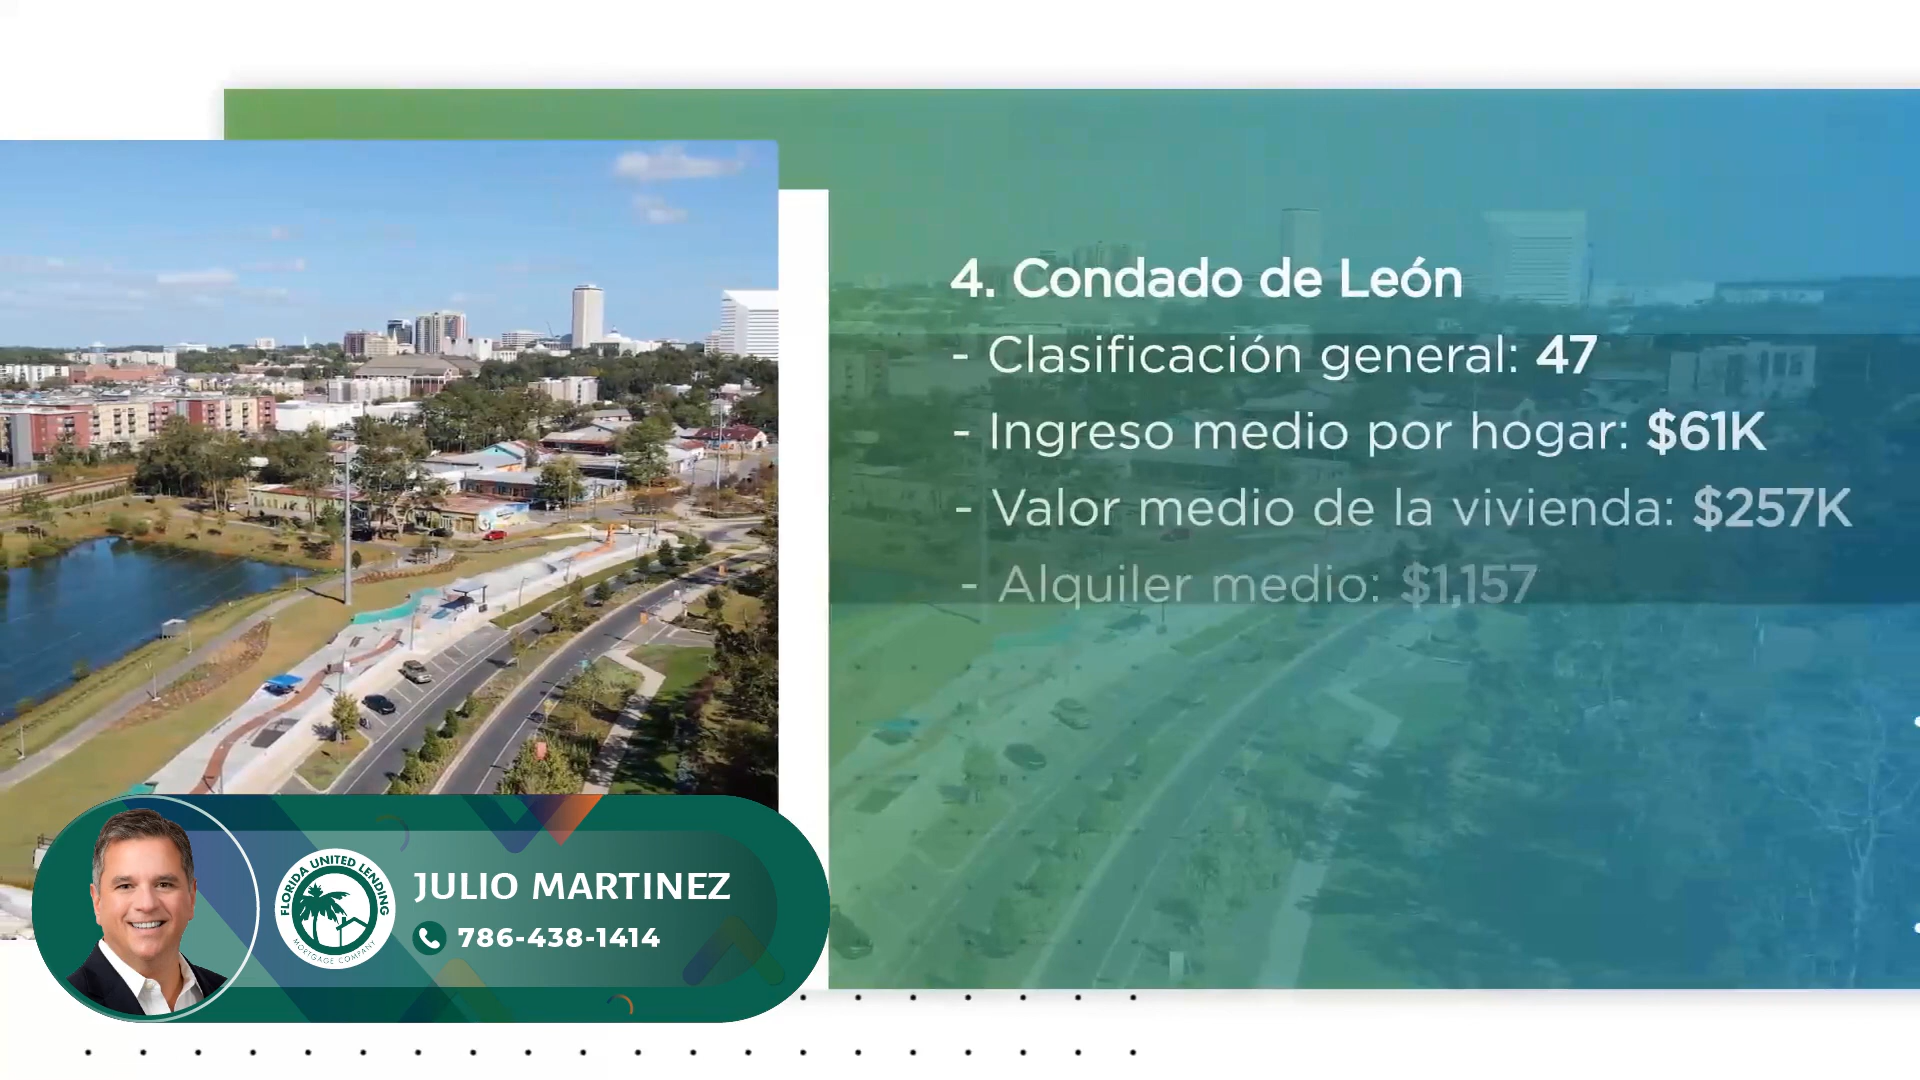 4. Condado de León
- Clasificación general: 47
- Ingreso medio por hogar: $61K
- Valor medio de la vivienda: $257K
- Alquiler medio: $1,157
FLORIDA UNITED LENDING
MORTGAGE COMPANY
JULIO MARTINEZ
786-438-1414